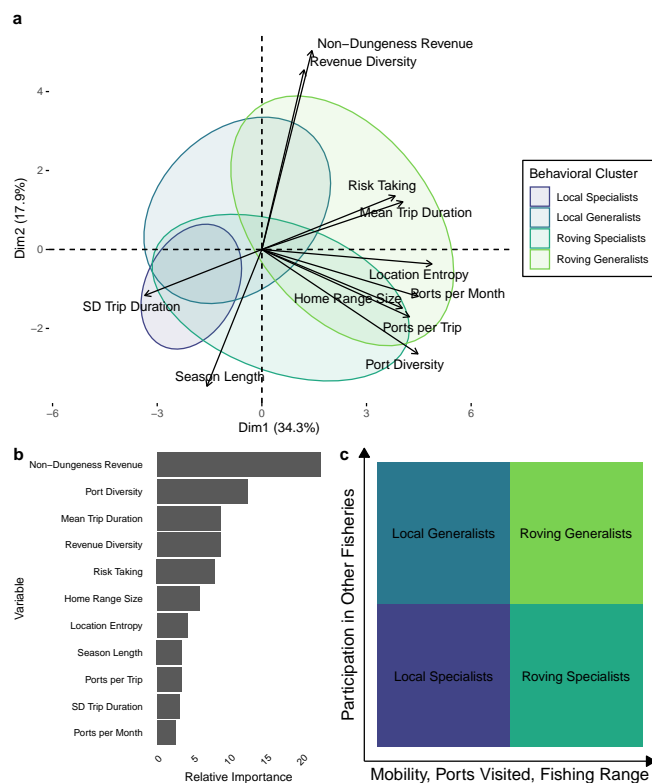 a
Non−Dungeness Revenue
Revenue Diversity
Risk Taking
Mean Trip Duration
Location Entropy
Home Range Size
Ports per Month
Ports per Trip
Port Diversity
SD Trip Duration
Season Length
Dim2 (17.9%)
4
2
0
−2
−6
−3
0
3
6
Dim1 (34.3%)
Behavioral Cluster
Local Specialists
Local Generalists
Roving Specialists
Roving Generalists
b
Variable
Non−Dungeness Revenue
Port Diversity
Mean Trip Duration
Revenue Diversity
Risk Taking
Home Range Size
Location Entropy
Season Length
Ports per Trip
SD Trip Duration
Ports per Month
0
5
10
15
20
Relative Importance
c
Participation in Other Fisheries
Local Generalists
Roving Generalists
Local Specialists
Roving Specialists
Mobility, Ports Visited, Fishing Range